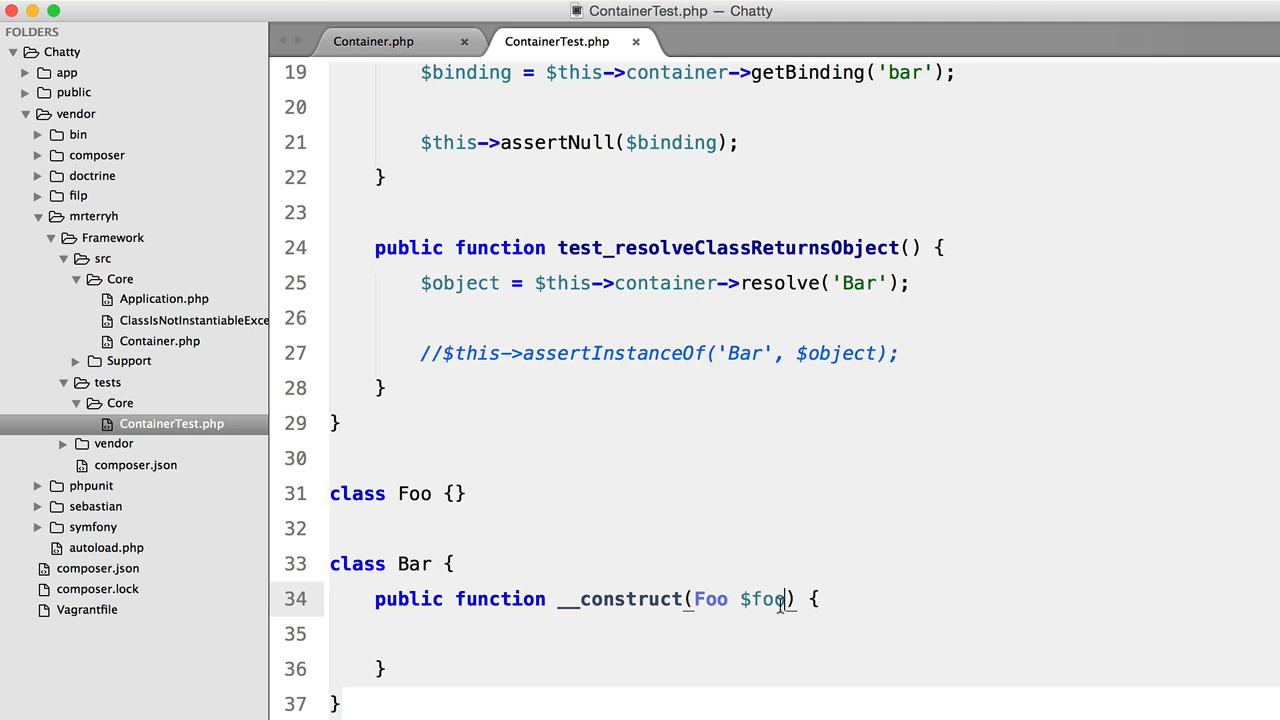 ContainerTest.php — Chatty
FOLDERS
Chatty
app
public
vendor
bin
composer
doctrine
filp
mrterryh
Framework
src
Core
Application.php
ClassIsNotInstantiableExce
Container.php
Support
tests
Core
ContainerTest.php
vendor
composer.json
phpunit
sebastian
symfony
autoload.php
composer.json
composer.lock
Vagrantfile
Container.php ×
ContainerTest.php ×
19 $binding = $this->container->getBinding('bar');
20
21 $this->assertNull($binding);
22 }
23
24 public function test_resolveClassReturnsObject() {
25 $object = $this->container->resolve('Bar');
26
27 //$this->assertInstanceOf('Bar', $object);
28 }
29 }
30
31 class Foo {}
32
33 class Bar {
34 public function __construct(Foo $foo) {
35
36 }
37 }